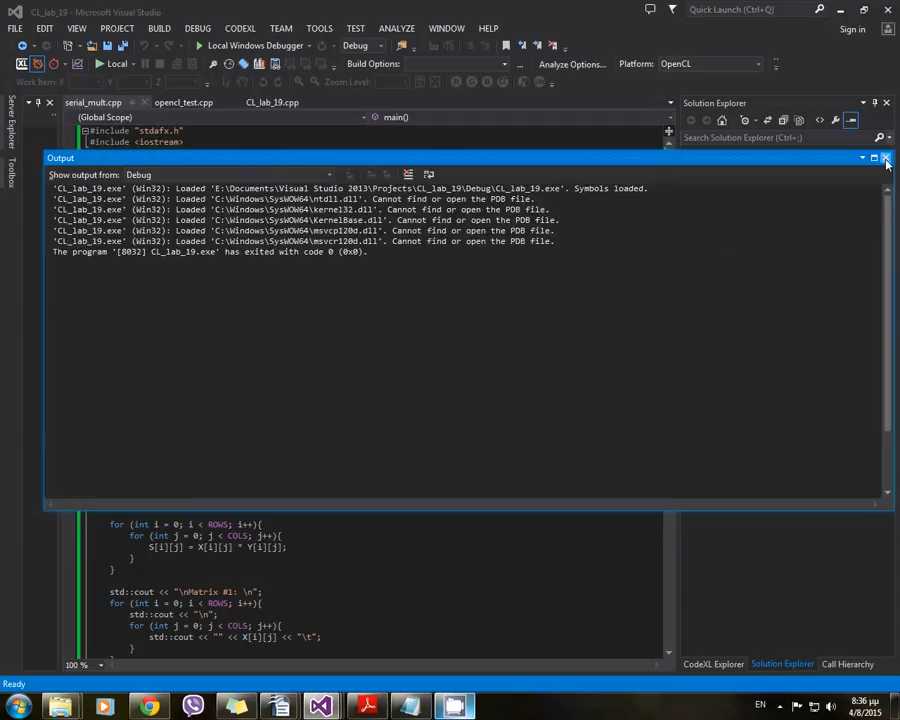 CL_lab_19 - Microsoft Visual Studio
Quick Launch (Ctrl+Q)
FILE EDIT VIEW PROJECT BUILD DEBUG CODEXL TEAM TOOLS TEST ANALYZE WINDOW HELP
Sign in
Local Windows Debugger Debug
XL Local Build Options: ... Analyze Options... Platform: OpenCL
Work Item: Zoom Level:
serial_mult.cpp opencl_test.cpp CL_lab_19.cpp
Solution Explorer
(Global Scope) main()
Server Explorer
Toolbox
#include "stdafx.h"
#include <iostream>
Search Solution Explorer (Ctrl+;)
Output
Show output from: Debug
'CL_lab_19.exe' (Win32): Loaded 'E:\Documents\Visual Studio 2013\Projects\CL_lab_19\Debug\CL_lab_19.exe'. Symbols loaded.
'CL_lab_19.exe' (Win32): Loaded 'C:\Windows\SysWOW64\ntdll.dll'. Cannot find or open the PDB file.
'CL_lab_19.exe' (Win32): Loaded 'C:\Windows\SysWOW64\kernel32.dll'. Cannot find or open the PDB file.
'CL_lab_19.exe' (Win32): Loaded 'C:\Windows\SysWOW64\KernelBase.dll'. Cannot find or open the PDB file.
'CL_lab_19.exe' (Win32): Loaded 'C:\Windows\SysWOW64\msvcp120d.dll'. Cannot find or open the PDB file.
'CL_lab_19.exe' (Win32): Loaded 'C:\Windows\SysWOW64\msvcr120d.dll'. Cannot find or open the PDB file.
The program '[8032] CL_lab_19.exe' has exited with code 0 (0x0).
for (int i = 0; i < ROWS; i++){
for (int j = 0; j < COLS; j++){
S[i][j] = X[i][j] * Y[i][j];
}
}
std::cout << "\nMatrix #1: \n";
for (int i = 0; i < ROWS; i++){
std::cout << "\n";
for (int j = 0; j < COLS; j++){
std::cout << "" << X[i][j] << "\t";
}
100 %
CodeXL Explorer Solution Explorer Call Hierarchy
Ready
EN
8:36 μμ
4/8/2015